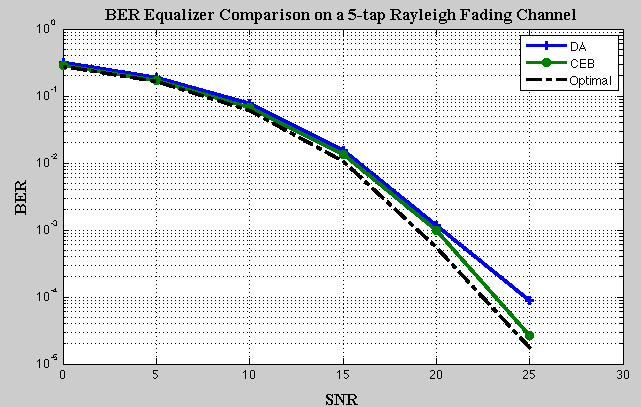 BER Equalizer Comparison on a 5-tap Rayleigh Fading Channel
10^0
10^-1
10^-2
10^-3
10^-4
10^-5
BER
DA
CEB
Optimal
0 5 10 15 20 25 30
SNR